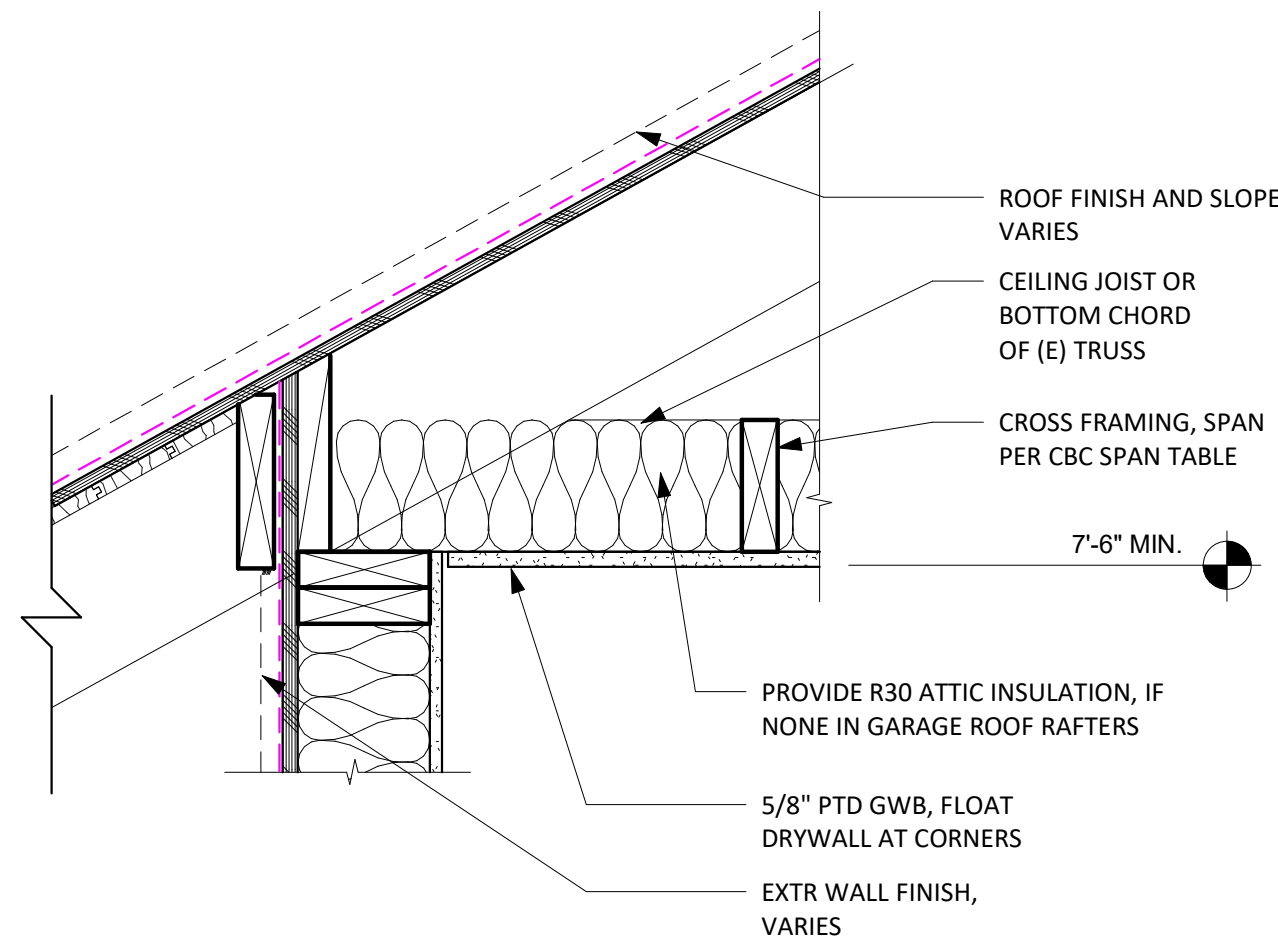 ROOF FINISH AND SLOPE
VARIES
CEILING JOIST OR
BOTTOM CHORD
OF (E) TRUSS
CROSS FRAMING, SPAN
PER CBC SPAN TABLE
7'-6" MIN.
PROVIDE R30 ATTIC INSULATION, IF
NONE IN GARAGE ROOF RAFTERS
5/8" PTD GWB, FLOAT
DRYWALL AT CORNERS
EXTR WALL FINISH,
VARIES